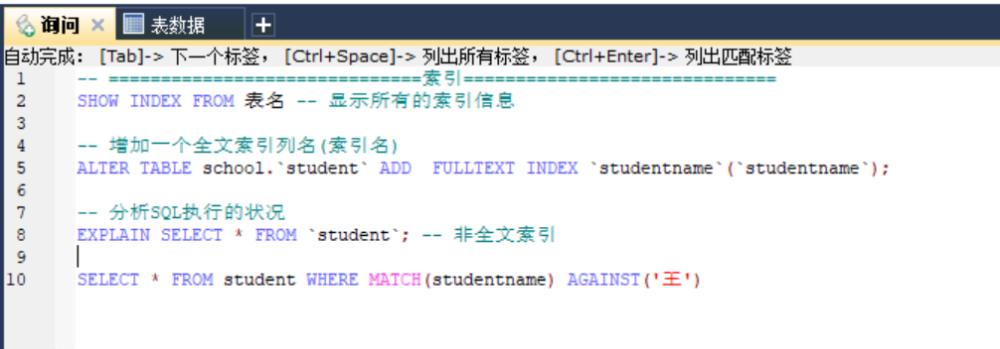 询问 × 表数据 +
自动完成: [Tab]-> 下一个标签， [Ctrl+Space]-> 列出所有标签， [Ctrl+Enter]-> 列出匹配标签
1 -- ==============================索引==============================
2 SHOW INDEX FROM 表名 -- 显示所有的索引信息
3
4 -- 增加一个全文索引列名(索引名)
5 ALTER TABLE school.`student` ADD  FULLTEXT INDEX `studentname`(`studentname`);
6
7 -- 分析SQL执行的状况
8 EXPLAIN SELECT * FROM `student`; -- 非全文索引
9
10 SELECT * FROM student WHERE MATCH(studentname) AGAINST('王')